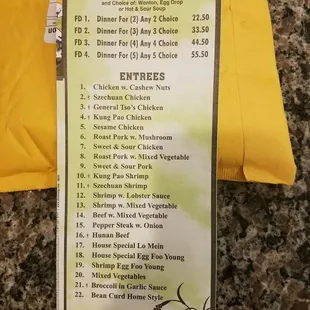 and Choice of: Wonton, Egg Drop
or Hot & Sour Soup
FD 1. Dinner For (2) Any 2 Choice 22.50
FD 2. Dinner For (3) Any 3 Choice 33.50
FD 3. Dinner For (4) Any 4 Choice 44.50
FD 4. Dinner For (5) Any 5 Choice 55.50
ENTREES
1. Chicken w. Cashew Nuts
2. Szechuan Chicken
3. General Tso's Chicken
4. Kung Pao Chicken
5. Sesame Chicken
6. Roast Pork w. Mushroom
7. Sweet & Sour Chicken
8. Roast Pork w. Mixed Vegetable
9. Sweet & Sour Pork
10. Kung Pao Shrimp
11. Szechuan Shrimp
12. Shrimp w. Lobster Sauce
13. Shrimp w. Mixed Vegetable
14. Beef w. Mixed Vegetable
15. Pepper Steak w. Onion
16. Hunan Beef
17. House Special Lo Mein
18. House Special Egg Foo Young
19. Shrimp Egg Foo Young
20. Mixed Vegetables
21. Broccoli in Garlic Sauce
22. Bean Curd Home Style